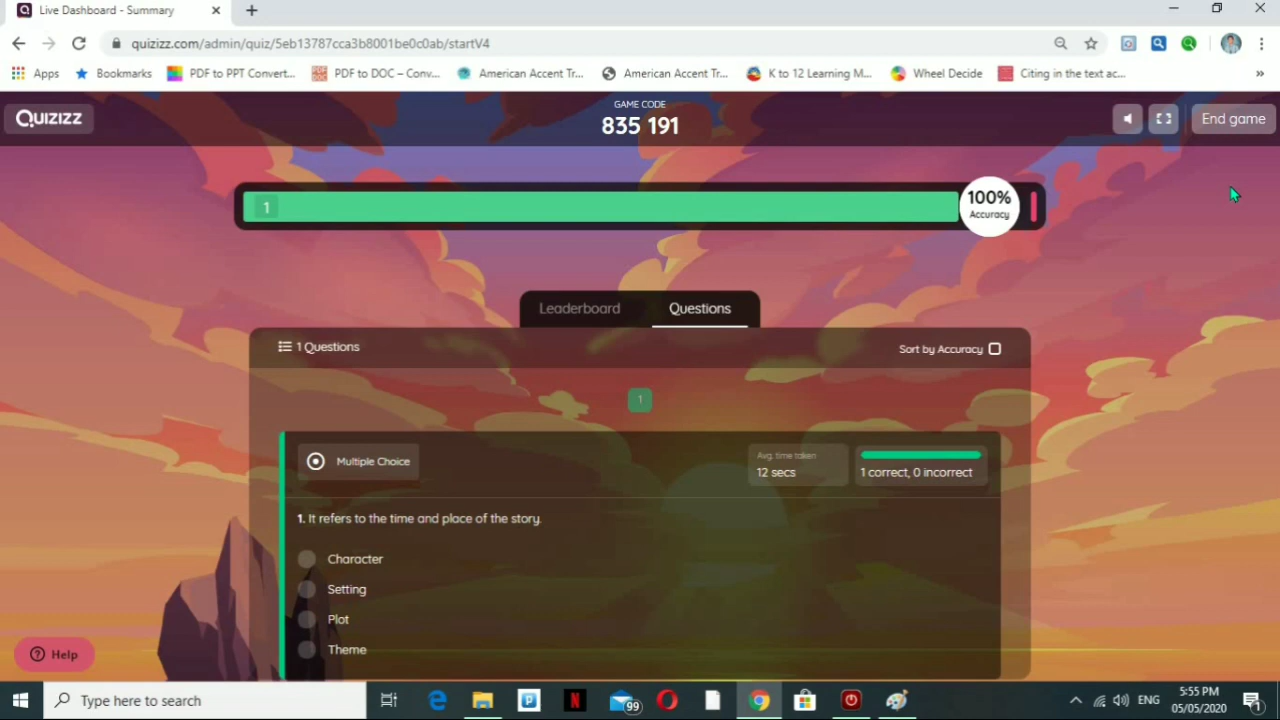 Live Dashboard - Summary
quizizz.com/admin/quiz/5eb13787cca3b8001be0c0ab/startV4
Apps Bookmarks PDF to PPT Convert... PDF to DOC – Conv... American Accent Tr... American Accent Tr... K to 12 Learning M... Wheel Decide Citing in the text ac... »
QUIZIZZ
GAME CODE
835 191
End game
1
100%
Accuracy
Leaderboard Questions
1 Questions
Sort by Accuracy
1
Multiple Choice
Avg. time taken
12 secs
1 correct, 0 incorrect
1. It refers to the time and place of the story.
Character
Setting
Plot
Theme
Help
Type here to search
99
ENG
5:55 PM
05/05/2020
1